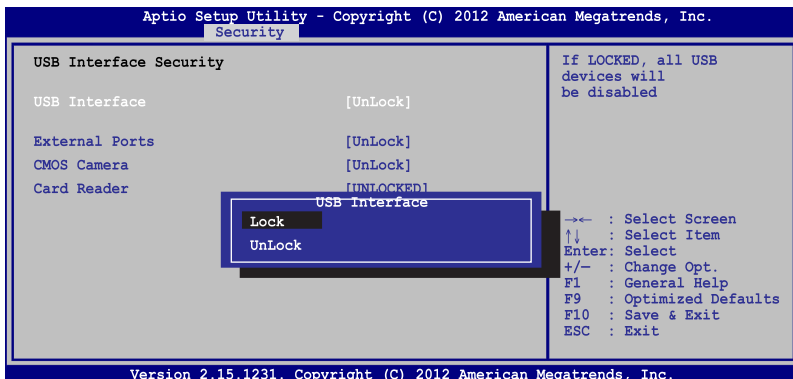 Aptio Setup Utility - Copyright (C) 2012 American Megatrends, Inc.
Security
USB Interface Security
USB Interface [UnLock]
External Ports [UnLock]
CMOS Camera [UnLock]
Card Reader [UNLOCKED]
USB Interface
Lock
UnLock
If LOCKED, all USB
devices will
be disabled
→← : Select Screen
↑↓ : Select Item
Enter: Select
+/— : Change Opt.
F1 : General Help
F9 : Optimized Defaults
F10 : Save & Exit
ESC : Exit
Version 2.15.1231. Copyright (C) 2012 American Megatrends, Inc.